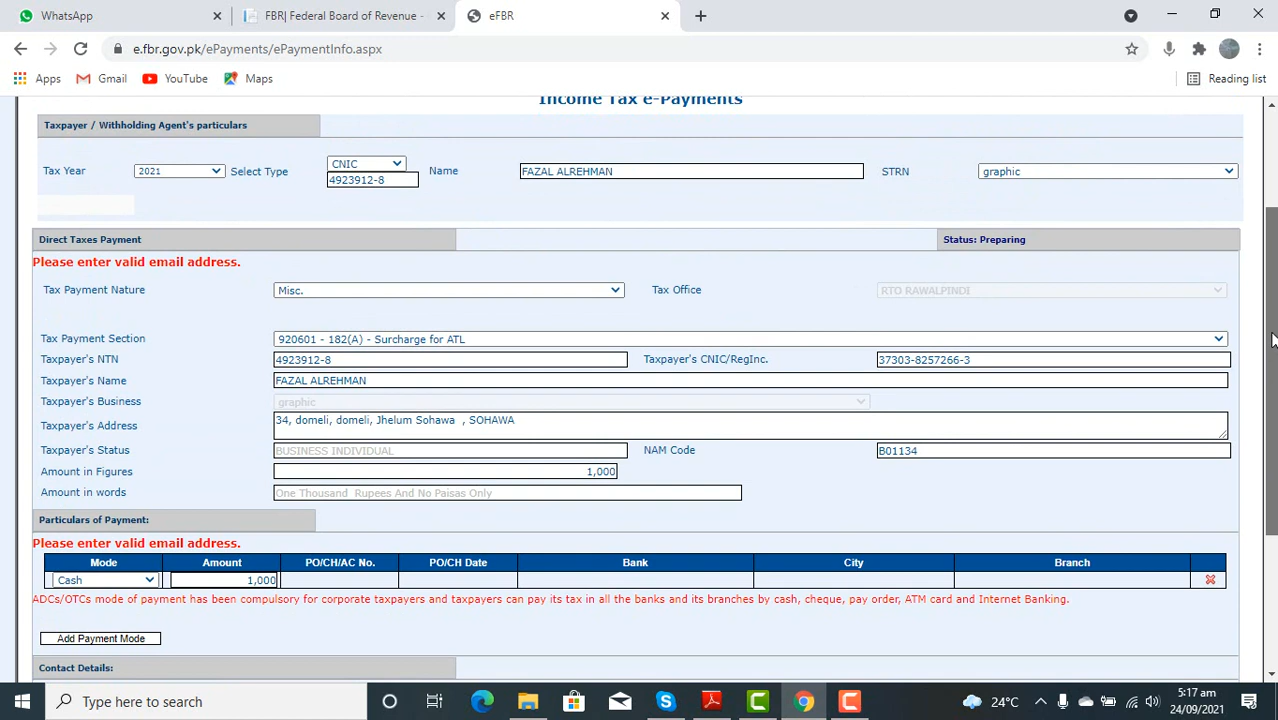 WhatsApp
FBR| Federal Board of Revenue -
eFBR
e.fbr.gov.pk/ePayments/ePaymentInfo.aspx
Apps Gmail YouTube Maps Reading list
Income Tax e-Payments
Taxpayer / Withholding Agent's particulars
Tax Year 2021 Select Type CNIC Name FAZAL ALREHMAN STRN graphic
4923912-8
Direct Taxes Payment Status: Preparing
Please enter valid email address.
Tax Payment Nature Misc. Tax Office RTO RAWALPINDI
Tax Payment Section 920601 - 182(A) - Surcharge for ATL
Taxpayer's NTN 4923912-8 Taxpayer's CNIC/RegInc. 37303-8257266-3
Taxpayer's Name FAZAL ALREHMAN
Taxpayer's Business graphic
Taxpayer's Address 34, domeli, domeli, Jhelum Sohawa , SOHAWA
Taxpayer's Status BUSINESS INDIVIDUAL NAM Code B01134
Amount in Figures 1,000
Amount in words One Thousand Rupees And No Paisas Only
Particulars of Payment:
Please enter valid email address.
Mode Amount PO/CH/AC No. PO/CH Date Bank City Branch
Cash 1,000
ADCs/OTCs mode of payment has been compulsory for corporate taxpayers and taxpayers can pay its tax in all the banks and its branches by cash, cheque, pay order, ATM card and Internet Banking.
Add Payment Mode
Contact Details:
Type here to search
24°C
5:17 am
24/09/2021